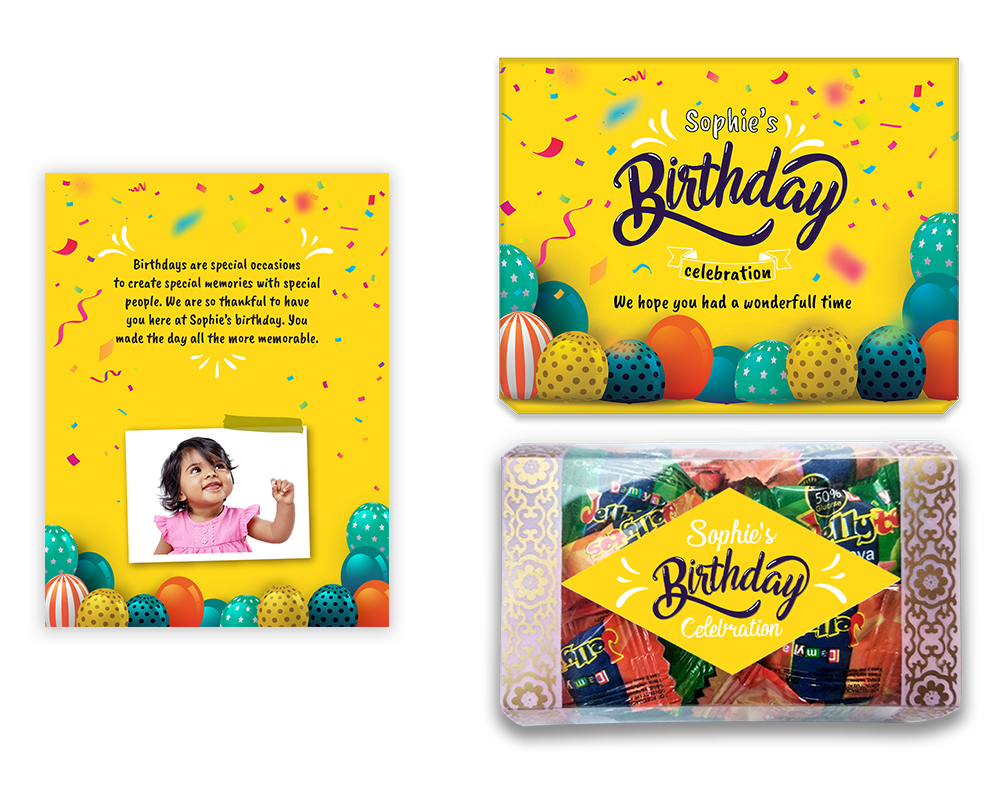 Birthdays are special occasions
to create special memories with special
people. We are so thankful to have
you here at Sophie's birthday. You
made the day all the more memorable.
Sophie's
Birthday
celebration
We hope you had a wonderfull time
50%
Sophie's
Birthday
Celebration